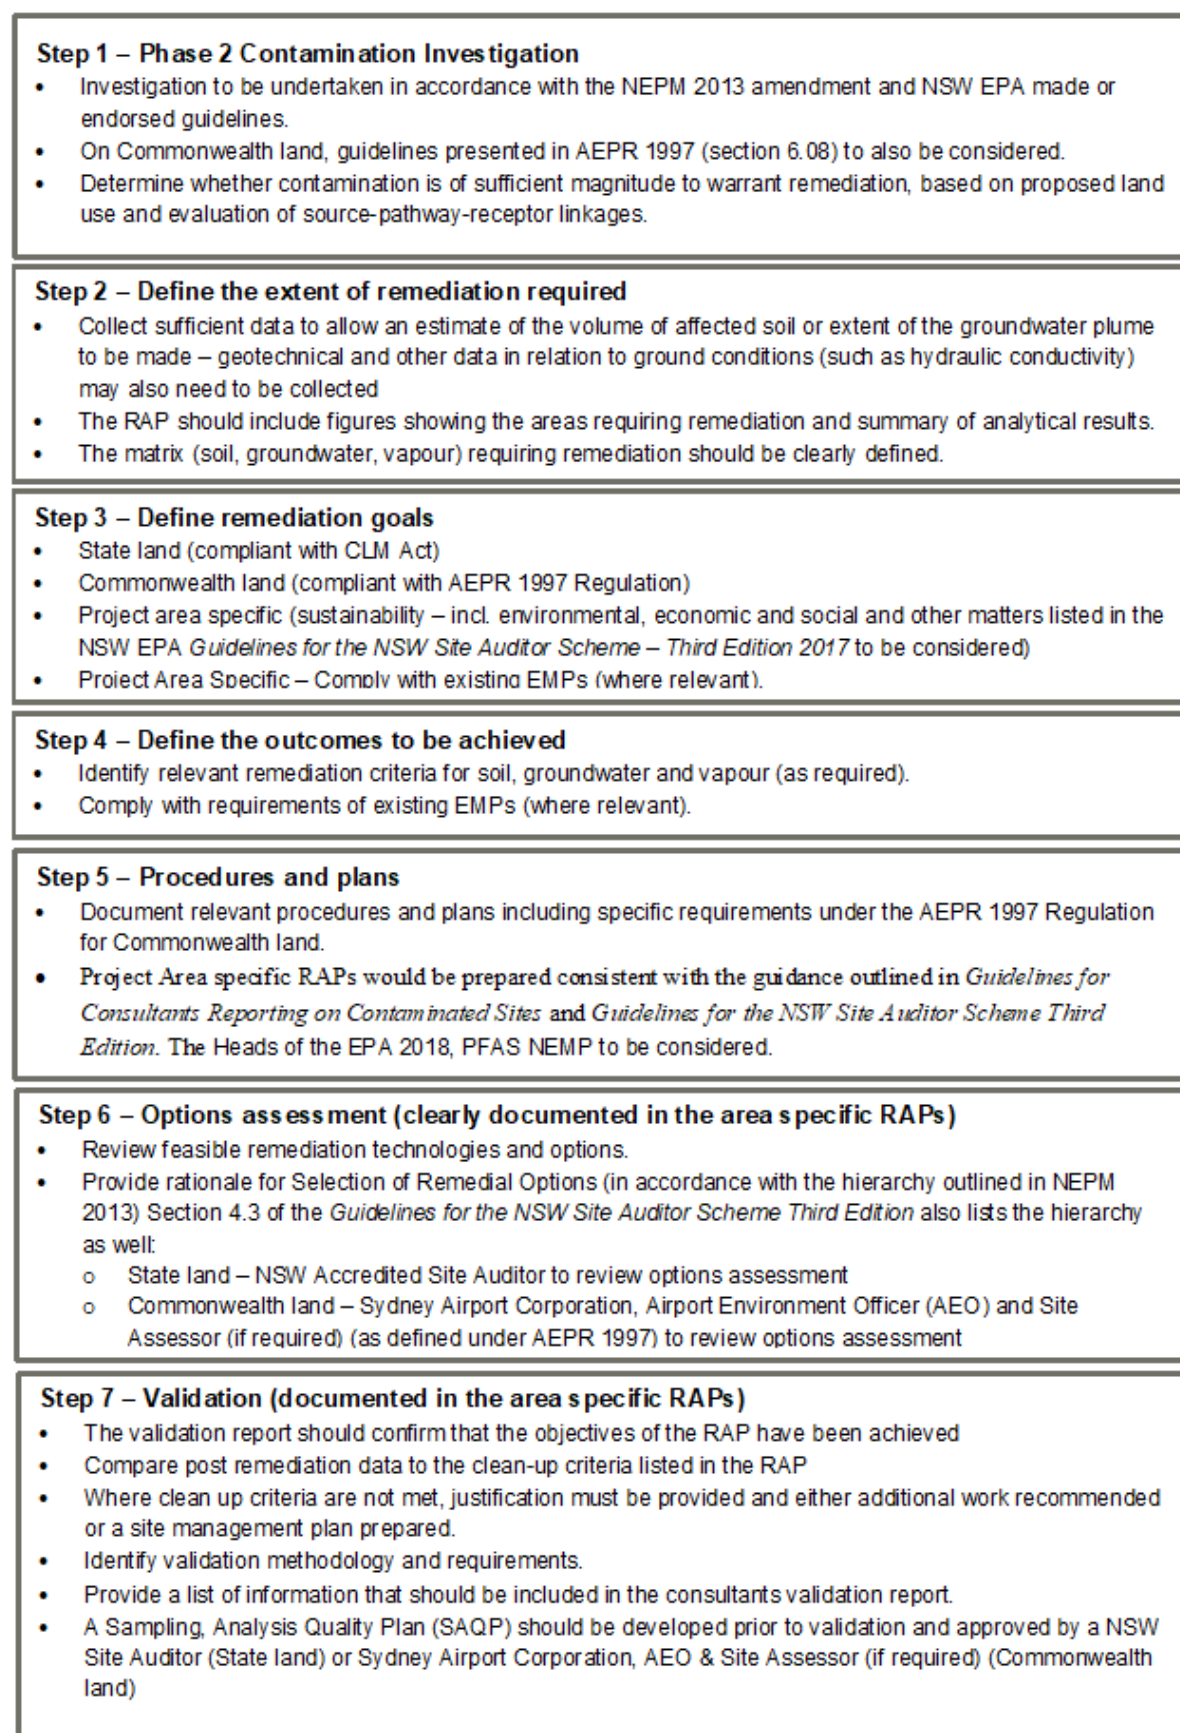 Step 1 – Phase 2 Contamination Investigation
• Investigation to be undertaken in accordance with the NEPM 2013 amendment and NSW EPA made or
endorsed guidelines.
• On Commonwealth land, guidelines presented in AEPR 1997 (section 6.08) to also be considered.
• Determine whether contamination is of sufficient magnitude to warrant remediation, based on proposed land
use and evaluation of source-pathway-receptor linkages.
Step 2 – Define the extent of remediation required
• Collect sufficient data to allow an estimate of the volume of affected soil or extent of the groundwater plume
to be made – geotechnical and other data in relation to ground conditions (such as hydraulic conductivity)
may also need to be collected
• The RAP should include figures showing the areas requiring remediation and summary of analytical results.
• The matrix (soil, groundwater, vapour) requiring remediation should be clearly defined.
Step 3 – Define remediation goals
• State land (compliant with CLM Act)
• Commonwealth land (compliant with AEPR 1997 Regulation)
• Project area specific (sustainability – incl. environmental, economic and social and other matters listed in the
NSW EPA Guidelines for the NSW Site Auditor Scheme – Third Edition 2017 to be considered)
• Project Area Specific – Comply with existing EMPs (where relevant).
Step 4 – Define the outcomes to be achieved
• Identify relevant remediation criteria for soil, groundwater and vapour (as required).
• Comply with requirements of existing EMPs (where relevant).
Step 5 – Procedures and plans
• Document relevant procedures and plans including specific requirements under the AEPR 1997 Regulation
for Commonwealth land.
• Project Area specific RAPs would be prepared consistent with the guidance outlined in Guidelines for
Consultants Reporting on Contaminated Sites and Guidelines for the NSW Site Auditor Scheme Third
Edition. The Heads of the EPA 2018, PFAS NEMP to be considered.
Step 6 – Options assessment (clearly documented in the area specific RAPs)
• Review feasible remediation technologies and options.
• Provide rationale for Selection of Remedial Options (in accordance with the hierarchy outlined in NEPM
2013) Section 4.3 of the Guidelines for the NSW Site Auditor Scheme Third Edition also lists the hierarchy
as well:
o State land – NSW Accredited Site Auditor to review options assessment
o Commonwealth land – Sydney Airport Corporation, Airport Environment Officer (AEO) and Site
Assessor (if required) (as defined under AEPR 1997) to review options assessment
Step 7 – Validation (documented in the area specific RAPs)
• The validation report should confirm that the objectives of the RAP have been achieved
• Compare post remediation data to the clean-up criteria listed in the RAP
• Where clean up criteria are not met, justification must be provided and either additional work recommended
or a site management plan prepared.
• Identify validation methodology and requirements.
• Provide a list of information that should be included in the consultants validation report.
• A Sampling, Analysis Quality Plan (SAQP) should be developed prior to validation and approved by a NSW
Site Auditor (State land) or Sydney Airport Corporation, AEO & Site Assessor (if required) (Commonwealth
land)